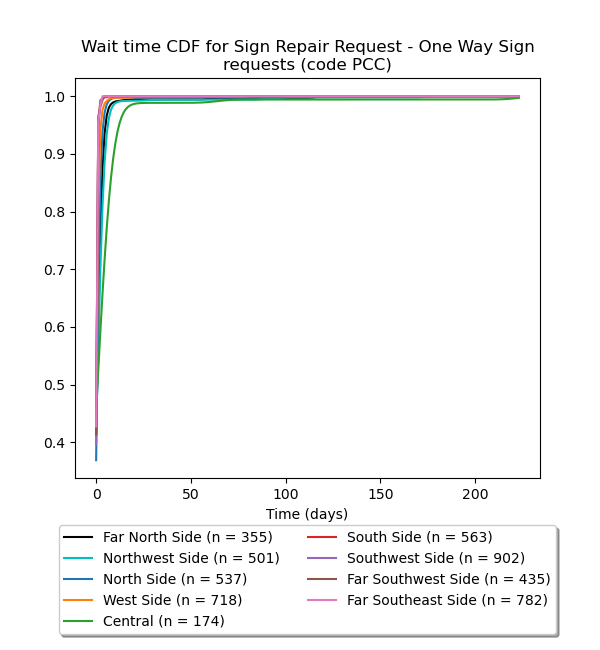 Wait time CDF for Sign Repair Request - One Way Sign
requests (code PCC)
1.0
0.9
0.8
0.7
0.6
0.5
0.4
0
50
100
150
200
Time (days)
Far North Side (n = 355)
Northwest Side (n = 501)
North Side (n = 537)
West Side (n = 718)
Central (n = 174)
South Side (n = 563)
Southwest Side (n = 902)
Far Southwest Side (n = 435)
Far Southeast Side (n = 782)